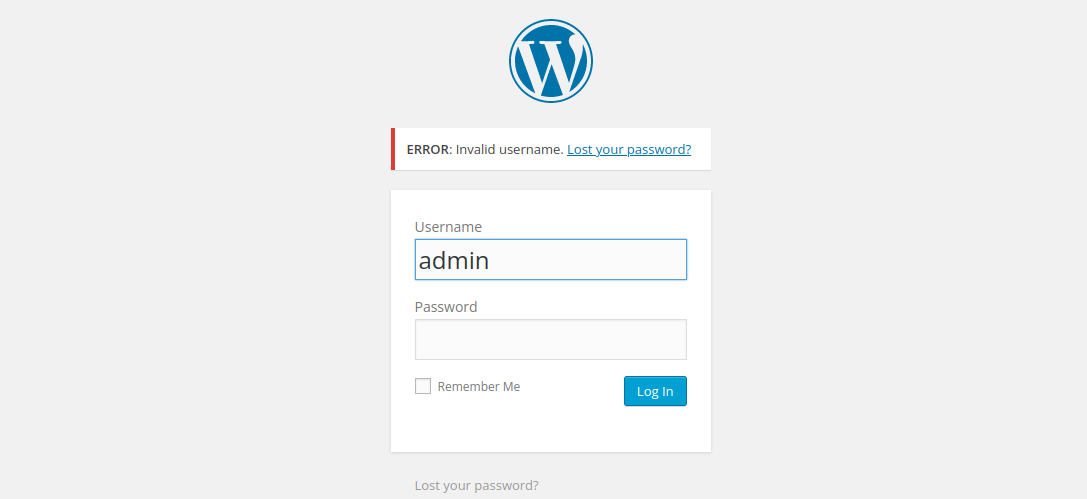 ERROR: Invalid username. Lost your password?
Username
admin
Password
Remember Me
Log In
Lost your password?